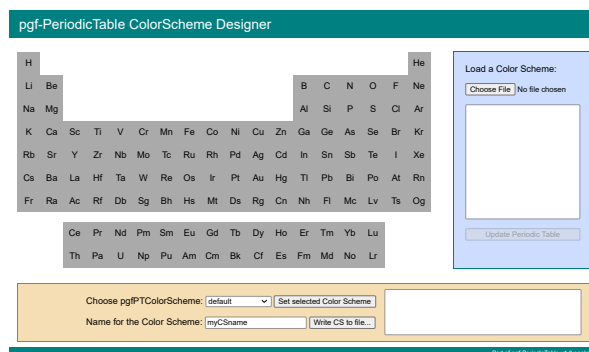 pgf-PeriodicTable ColorScheme Designer
H He
Li Be B C N O F Ne
Na Mg Al Si P S Cl Ar
K Ca Sc Ti V Cr Mn Fe Co Ni Cu Zn Ga Ge As Se Br Kr
Rb Sr Y Zr Nb Mo Tc Ru Rh Pd Ag Cd In Sn Sb Te I Xe
Cs Ba La Hf Ta W Re Os Ir Pt Au Hg Tl Pb Bi Po At Rn
Fr Ra Ac Rf Db Sg Bh Hs Mt Ds Rg Cn Nh Fl Mc Lv Ts Og
Ce Pr Nd Pm Sm Eu Gd Tb Dy Ho Er Tm Yb Lu
Th Pa U Np Pu Am Cm Bk Cf Es Fm Md No Lr
Load a Color Scheme:
Choose File No file chosen
Update Periodic Table
Choose pgfPTColorScheme: default Set selected Color Scheme
Name for the Color Scheme: myCSname Write CS to file...